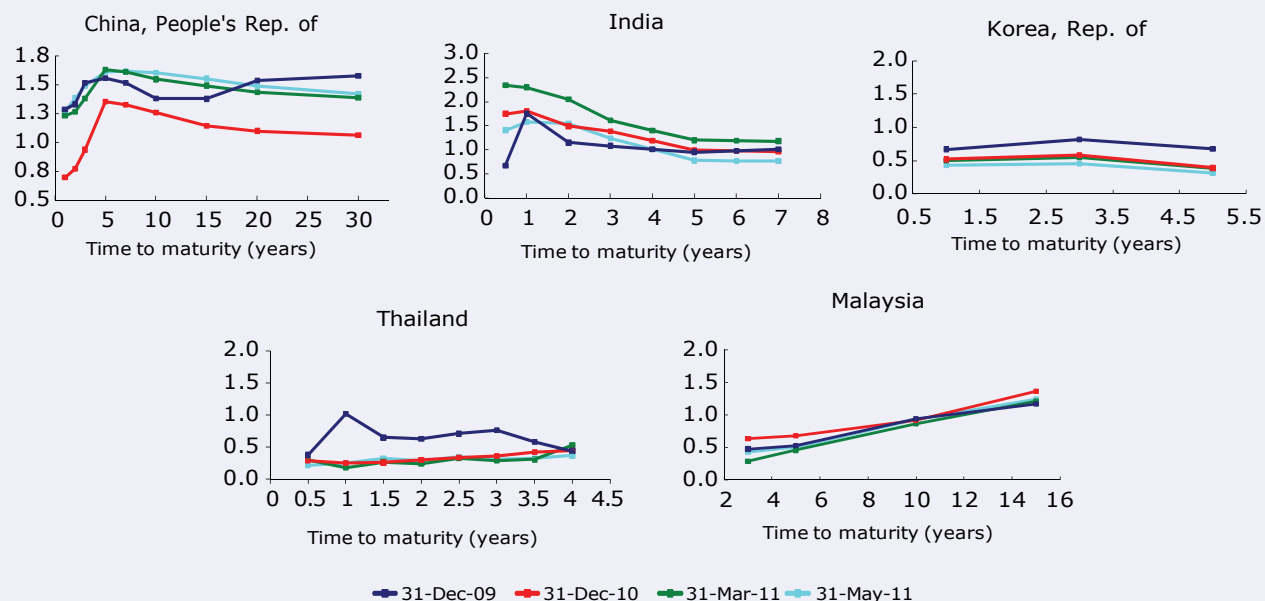 China, People's Rep. of
1.8
1.5
1.3
1.0
0.8
0.5
0 5 10 15 20 25 30
Time to maturity (years)
India
3.0
2.5
2.0
1.5
1.0
0.5
0.0
0 1 2 3 4 5 6 7 8
Time to maturity (years)
Korea, Rep. of
2.0
1.5
1.0
0.5
0.0
0.5 1.5 2.5 3.5 4.5 5.5
Time to maturity (years)
Thailand
2.0
1.5
1.0
0.5
0.0
0 0.5 1 1.5 2 2.5 3 3.5 4 4.5
Time to maturity (years)
Malaysia
2.0
1.5
1.0
0.5
0.0
2 4 6 8 10 12 14 16
Time to maturity (years)
31-Dec-09 31-Dec-10 31-Mar-11 31-May-11